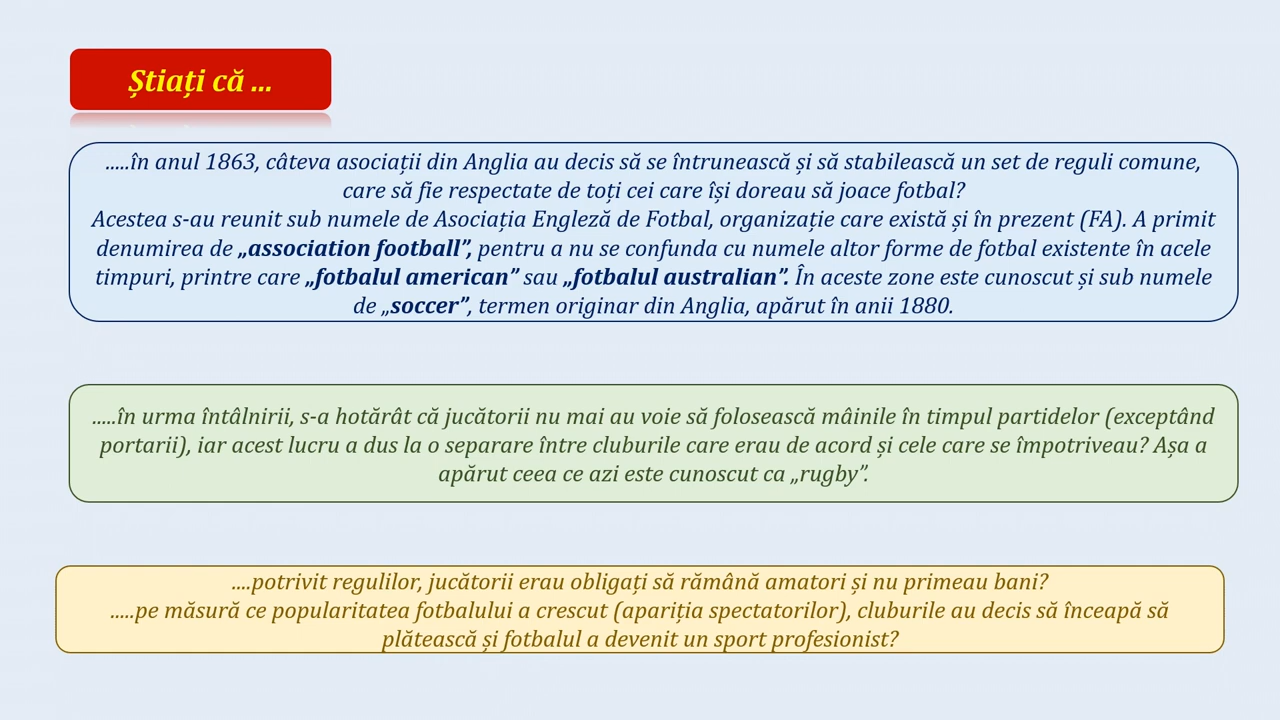 Știați că ...
.....în anul 1863, câteva asociații din Anglia au decis să se întrunească și să stabilească un set de reguli comune,
care să fie respectate de toți cei care își doreau să joace fotbal?
Acestea s-au reunit sub numele de Asociația Engleză de Fotbal, organizație care există și în prezent (FA). A primit
denumirea de „association football”, pentru a nu se confunda cu numele altor forme de fotbal existente în acele
timpuri, printre care „fotbalul american” sau „fotbalul australian”. În aceste zone este cunoscut și sub numele
de „soccer”, termen originar din Anglia, apărut în anii 1880.
.....în urma întâlnirii, s-a hotărât că jucătorii nu mai au voie să folosească mâinile în timpul partidelor (exceptând
portarii), iar acest lucru a dus la o separare între cluburile care erau de acord și cele care se împotriveau? Așa a
apărut ceea ce azi este cunoscut ca „rugby”.
....potrivit regulilor, jucătorii erau obligați să rămână amatori și nu primeau bani?
.....pe măsură ce popularitatea fotbalului a crescut (apariția spectatorilor), cluburile au decis să înceapă să
plătească și fotbalul a devenit un sport profesionist?